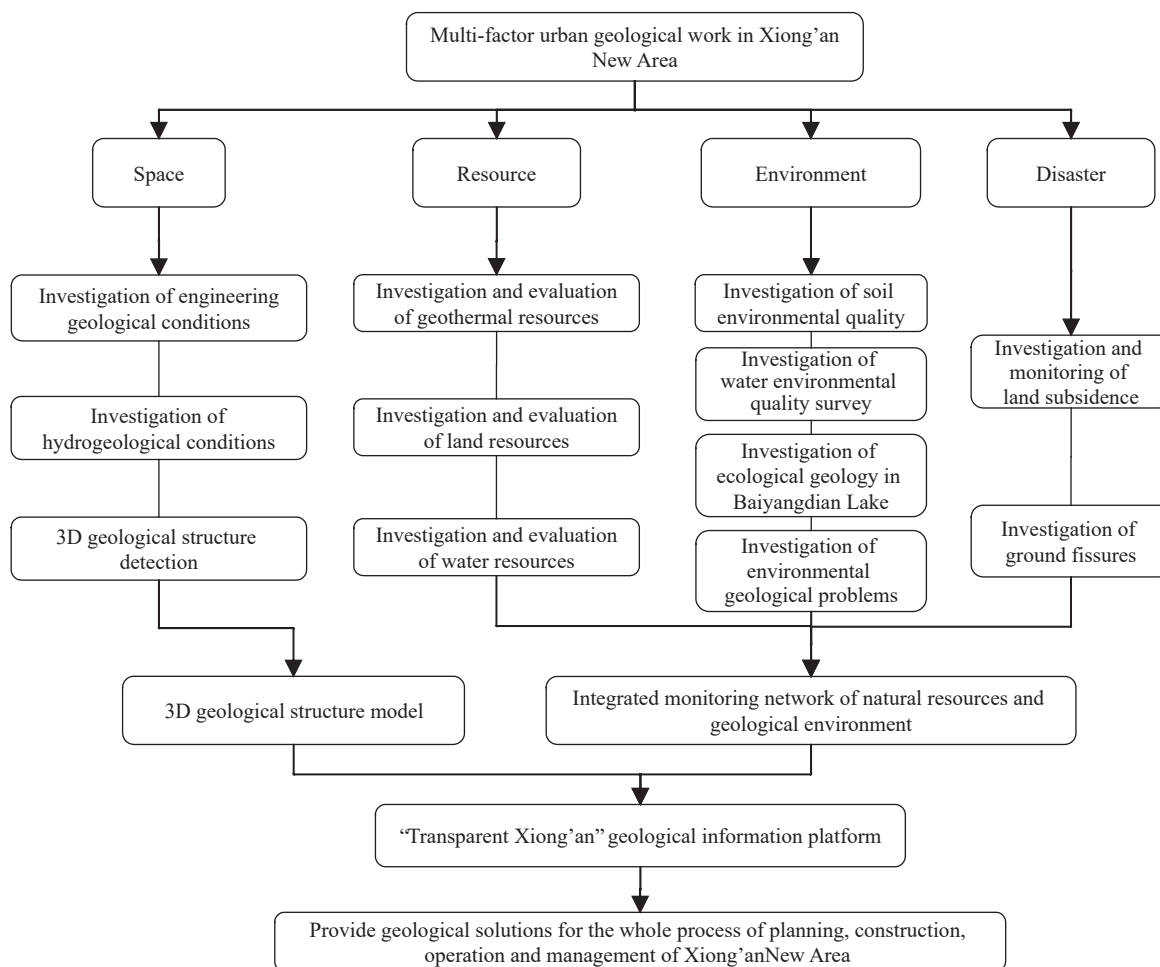 Multi-factor urban geological work in Xiong’an
New Area
Space
Resource
Environment
Disaster
Investigation of engineering
geological conditions
Investigation and evaluation
of geothermal resources
Investigation of soil
environmental quality
Investigation and
monitoring of
land subsidence
Investigation of
water environmental
quality survey
Investigation of
hydrogeological conditions
Investigation and evaluation
of land resources
Investigation of
ecological geology in
Baiyangdian Lake
3D geological structure
detection
Investigation and evaluation
of water resources
Investigation of
environmental
geological problems
Investigation of
ground fissures
3D geological structure model
Integrated monitoring network of natural resources and
geological environment
“Transparent Xiong’an” geological information platform
Provide geological solutions for the whole process of planning, construction,
operation and management of Xiong’anNew Area